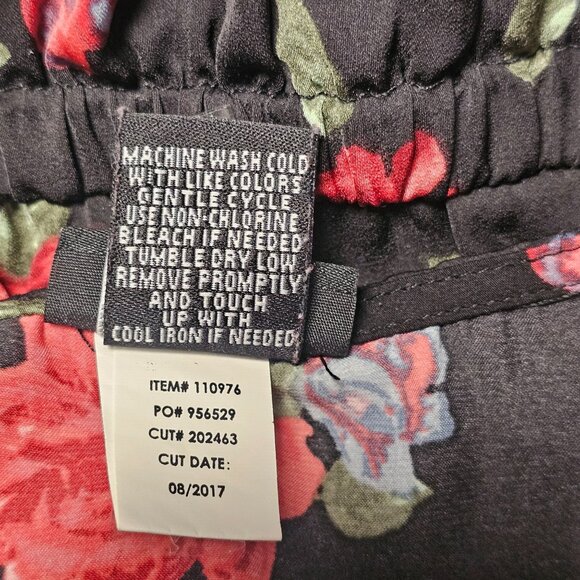 MACHINE WASH COLD
WITH LIKE COLORS
GENTLE CYCLE
USE NON-CHLORINE
BLEACH IF NEEDED
TUMBLE DRY LOW
REMOVE PROMPTLY
AND TOUCH
UP WITH
COOL IRON IF NEEDED
ITEM# 110976
PO# 956529
CUT# 202463
CUT DATE:
08/2017